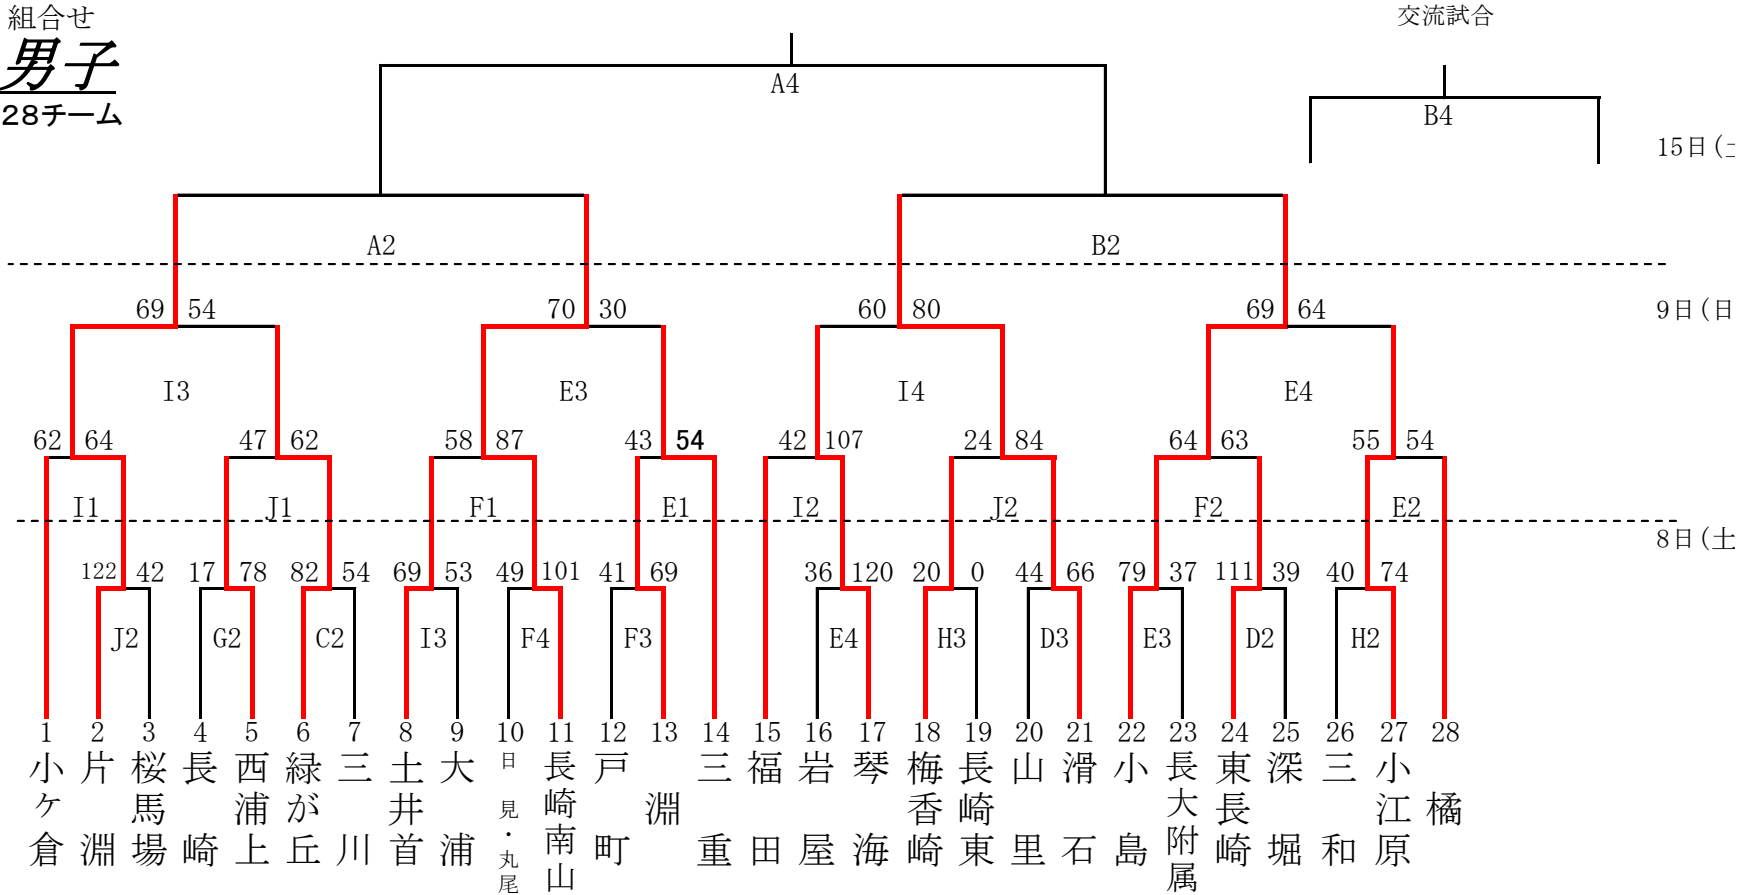 組合せ
交流試合
男子
28チーム
A4
B4
15日(土
A2
B2
69 54
70 30
60 80
69 64
9日(日
I3
E3
I4
E4
62 64
47 62
58 87
43 54
42 107
24 84
64 63
55 54
I1
J1
F1
E1
I2
J2
F2
E2
8日(土
122 42
17 78
82 54
69 53
49 101
41 69
36 120
20 0
44 66
79 37
111 39
40 74
J2
G2
C2
I3
F4
F3
E4
H3
D3
E3
D2
H2
1 2 3 4 5 6 7 8 9 10 11 12 13 14 15 16 17 18 19 20 21 22 23 24 25 26 27 28
小ケ倉
片淵
桜馬場
長崎
西浦上
緑が丘
三川
土井首
大浦
日見・丸尾
長崎南山
戸町
淵
三重
福田
岩屋
琴海
梅香崎
長崎東
山里
滑石
小島
長大附属
東長崎
深堀
三和
小江原
橘